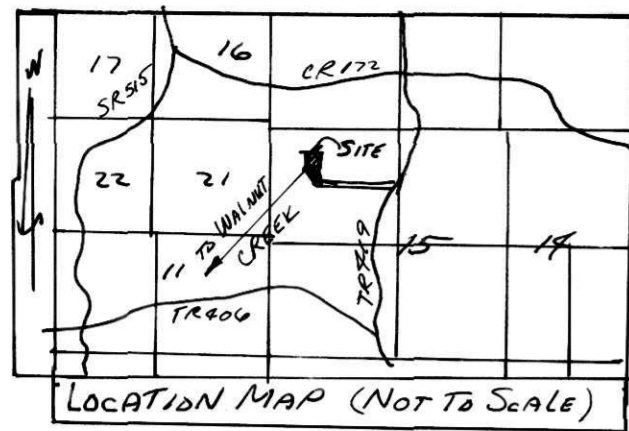 17
16
SR515
CR172
N
SITE
22
21
TO WALNUT
CREEK
TR419
15
14
11
TR406
LOCATION MAP (NOT TO SCALE)